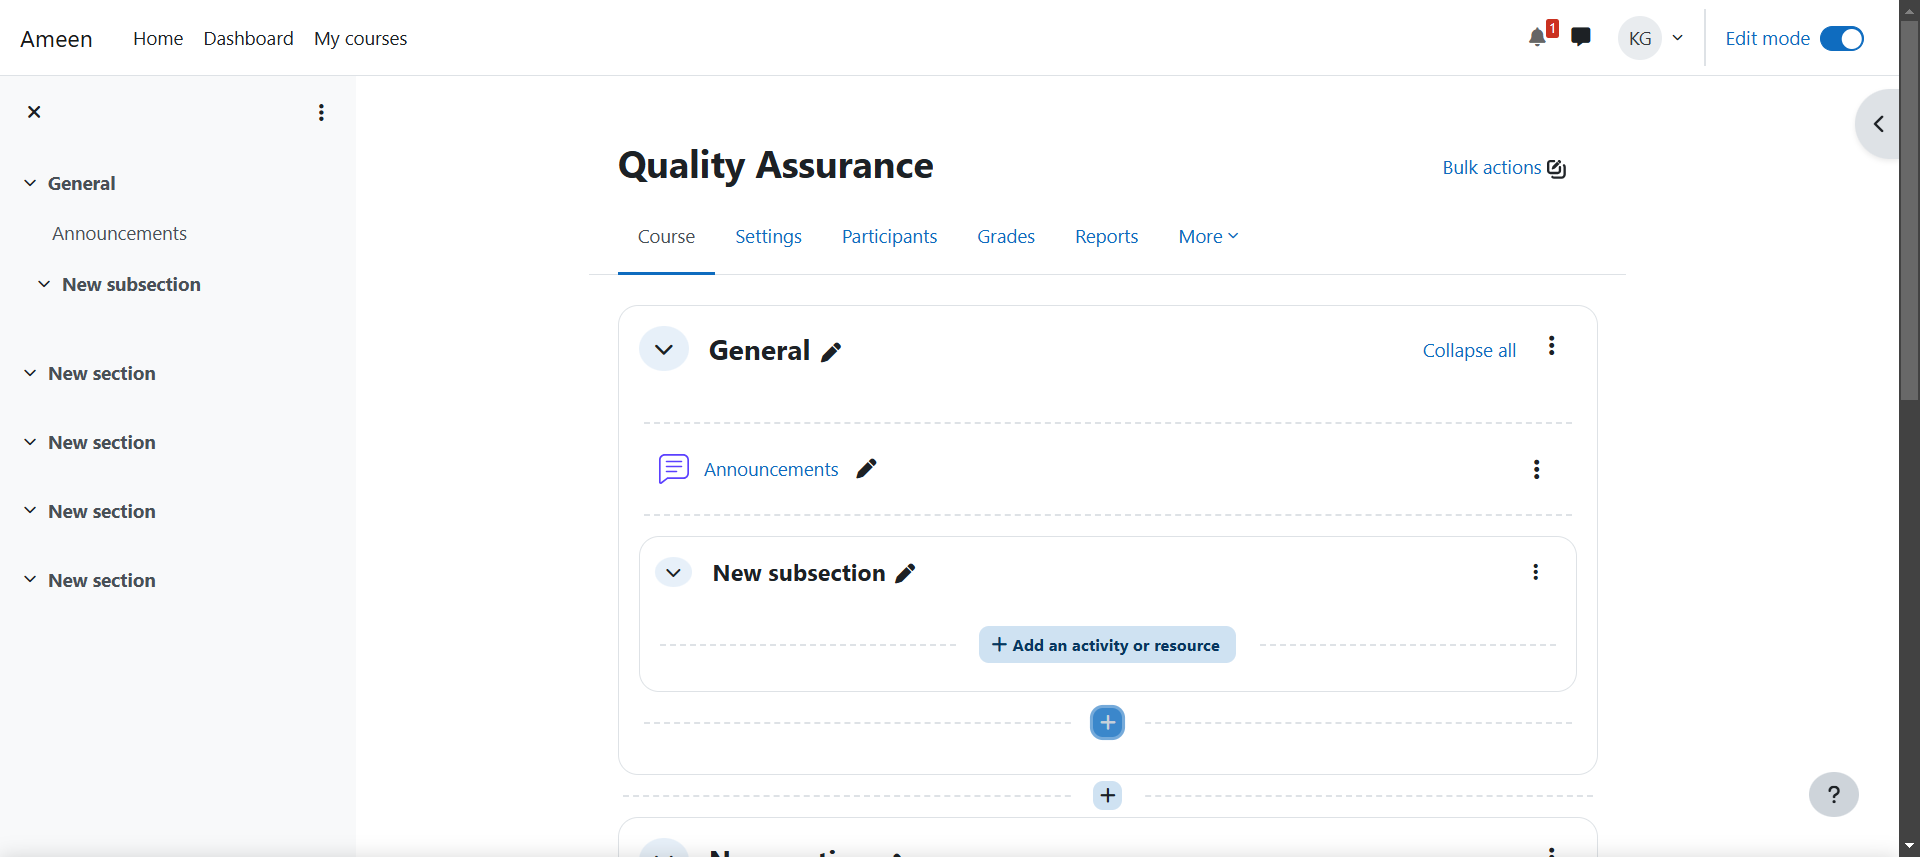 Ameen
Home
Dashboard
My courses
1
KG
Edit mode
General
Announcements
New subsection
New section
New section
New section
New section
Quality Assurance
Bulk actions
Course
Settings
Participants
Grades
Reports
More
General
Collapse all
Announcements
New subsection
+ Add an activity or resource
+
+
?